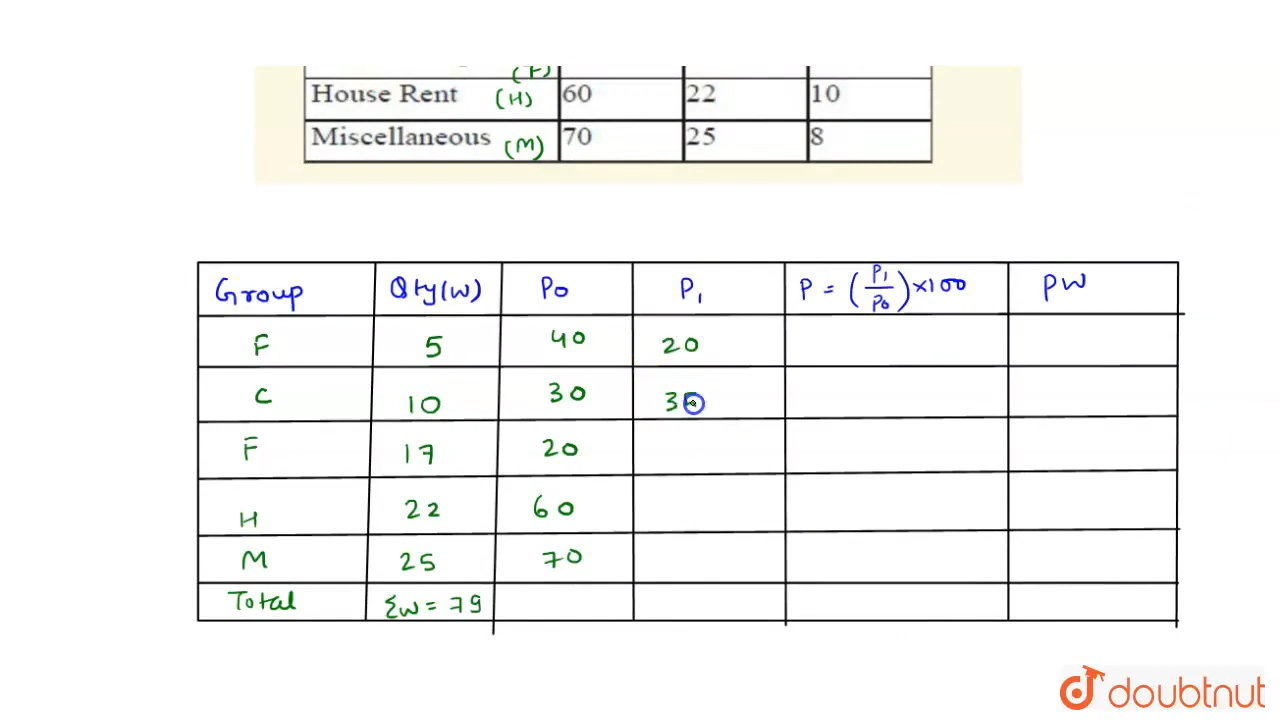 (F)
House Rent (H) 60 22 10
Miscellaneous (M) 70 25 8
Group Qty(W) P0 P1 P = (P1/P0)×100 PW
F 5 40 20
C 10 30
F 17 20
H 22 60
M 25 70
Total Σw = 79
doubtnut